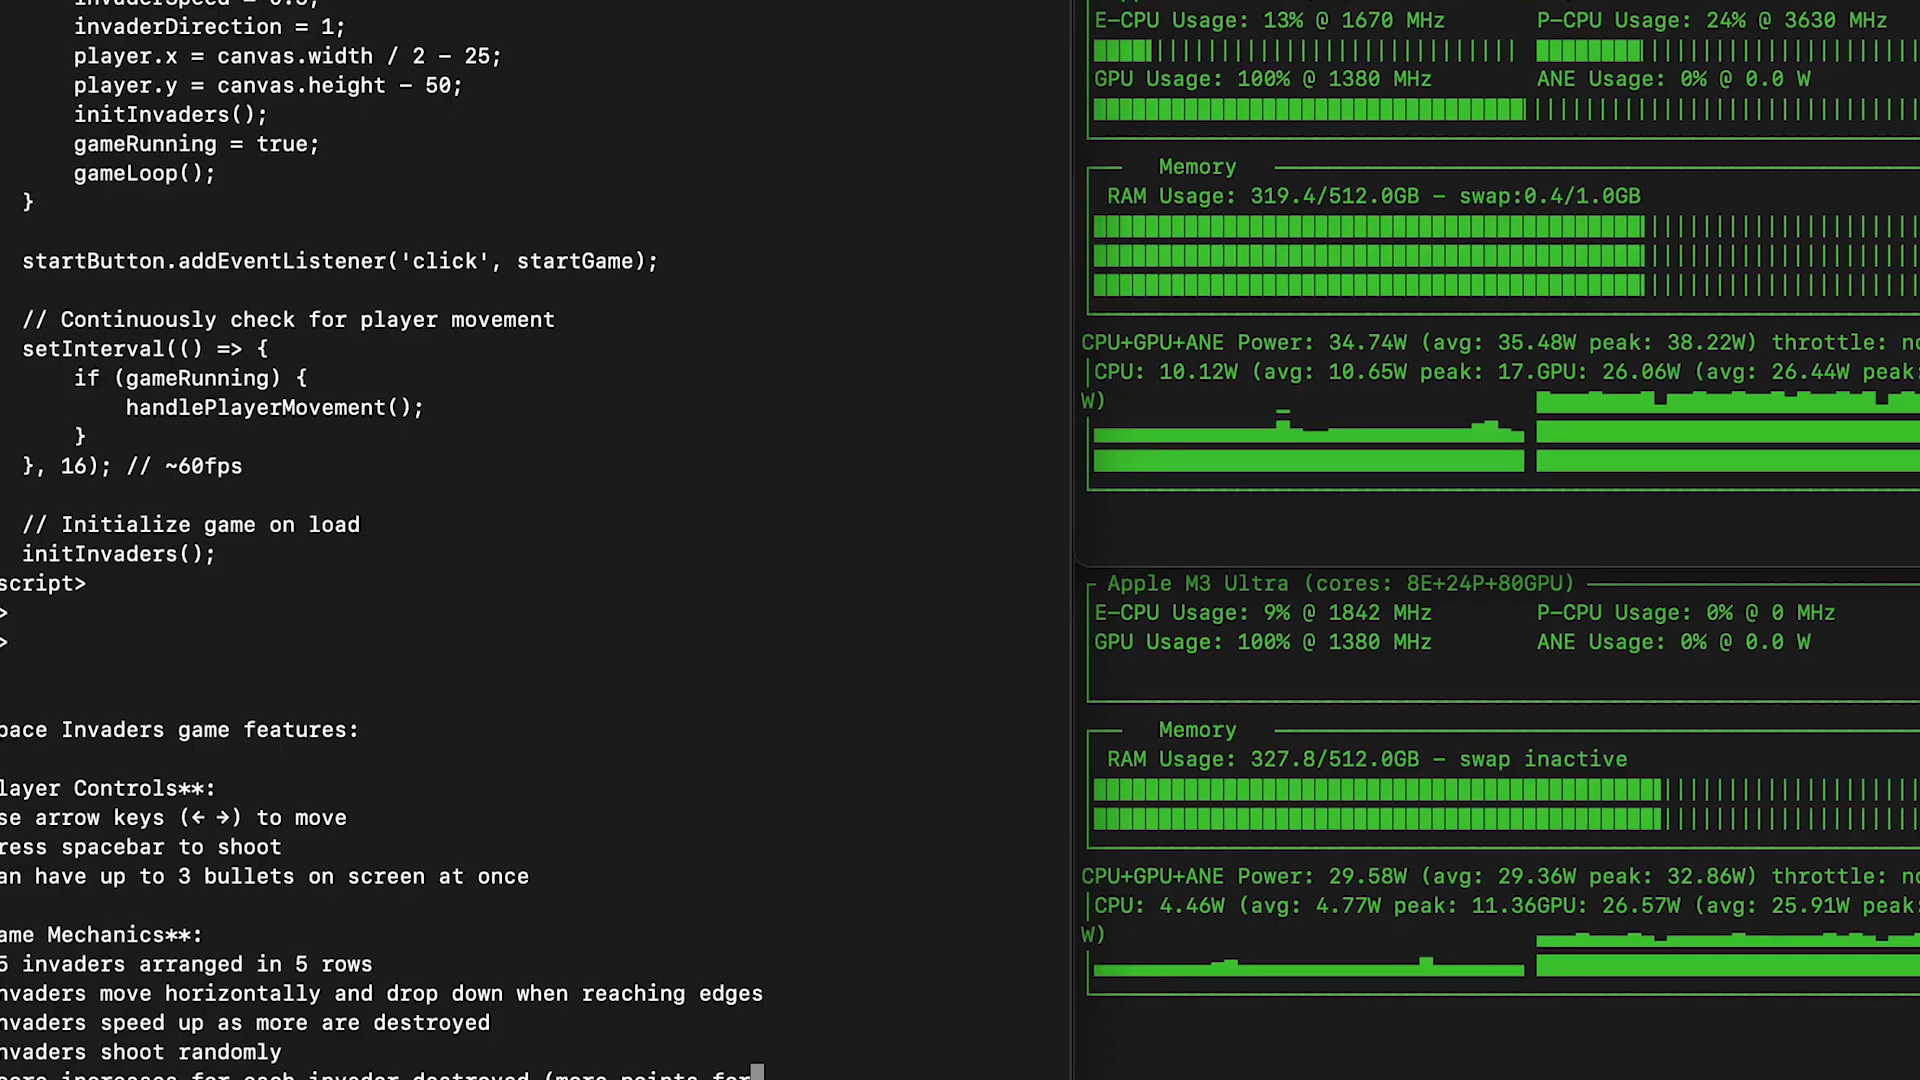 invaderDirection = 1;
player.x = canvas.width / 2 - 25;
player.y = canvas.height - 50;
initInvaders();
gameRunning = true;
gameLoop();
}
startButton.addEventListener('click', startGame);
// Continuously check for player movement
setInterval(() => {
if (gameRunning) {
handlePlayerMovement();
}
}, 16); // ~60fps
// Initialize game on load
initInvaders();
script>
>
>
pace Invaders game features:
layer Controls**:
se arrow keys (← →) to move
ress spacebar to shoot
an have up to 3 bullets on screen at once
ame Mechanics**:
5 invaders arranged in 5 rows
nvaders move horizontally and drop down when reaching edges
nvaders speed up as more are destroyed
nvaders shoot randomly
core increases for each invader destroyed (more points for
E-CPU Usage: 13% @ 1670 MHz P-CPU Usage: 24% @ 3630 MHz
GPU Usage: 100% @ 1380 MHz ANE Usage: 0% @ 0.0 W
Memory
RAM Usage: 319.4/512.0GB - swap:0.4/1.0GB
CPU+GPU+ANE Power: 34.74W (avg: 35.48W peak: 38.22W) throttle: no
CPU: 10.12W (avg: 10.65W peak: 17.GPU: 26.06W (avg: 26.44W peak:
W)
Apple M3 Ultra (cores: 8E+24P+80GPU)
E-CPU Usage: 9% @ 1842 MHz P-CPU Usage: 0% @ 0 MHz
GPU Usage: 100% @ 1380 MHz ANE Usage: 0% @ 0.0 W
Memory
RAM Usage: 327.8/512.0GB - swap inactive
CPU+GPU+ANE Power: 29.58W (avg: 29.36W peak: 32.86W) throttle: no
CPU: 4.46W (avg: 4.77W peak: 11.36GPU: 26.57W (avg: 25.91W peak:
W)